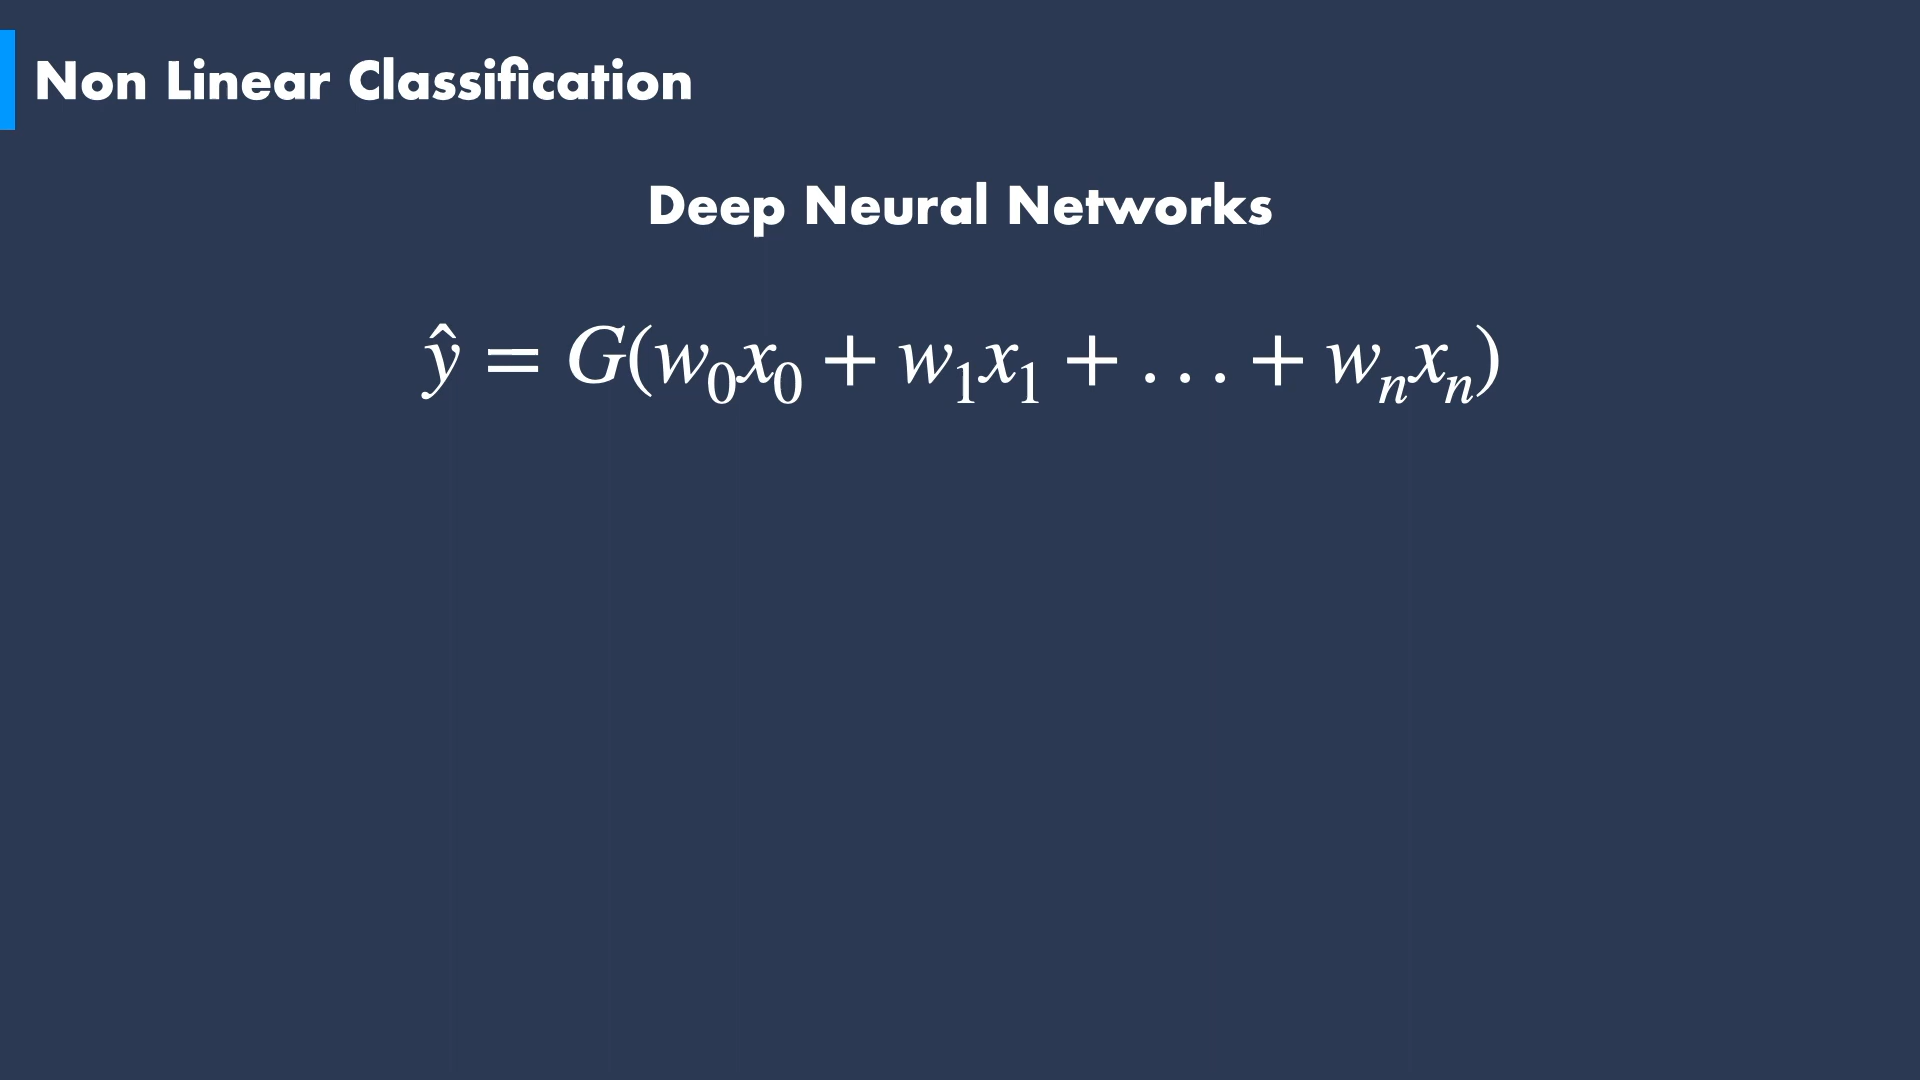 Non Linear Classification
Deep Neural Networks
ŷ = G(w₀x₀ + w₁x₁ + . . . + wₙxₙ)